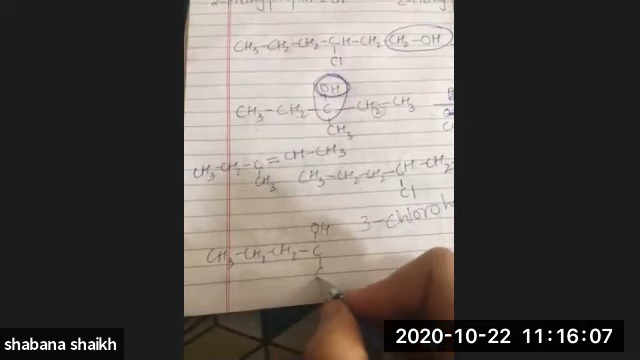 CH3-CH2-CH2-CH-CH2 CH2-OH
Cl
OH
CH3-CH2-C-CH2-CH3
CH3
CH3-CH2-C=CH-CH3
CH3
CH3-CH2-CH2-CH-CH2
Cl
3-chloro
OH
CH3-CH2-CH2-C
shabana shaikh
2020-10-22 11:16:07